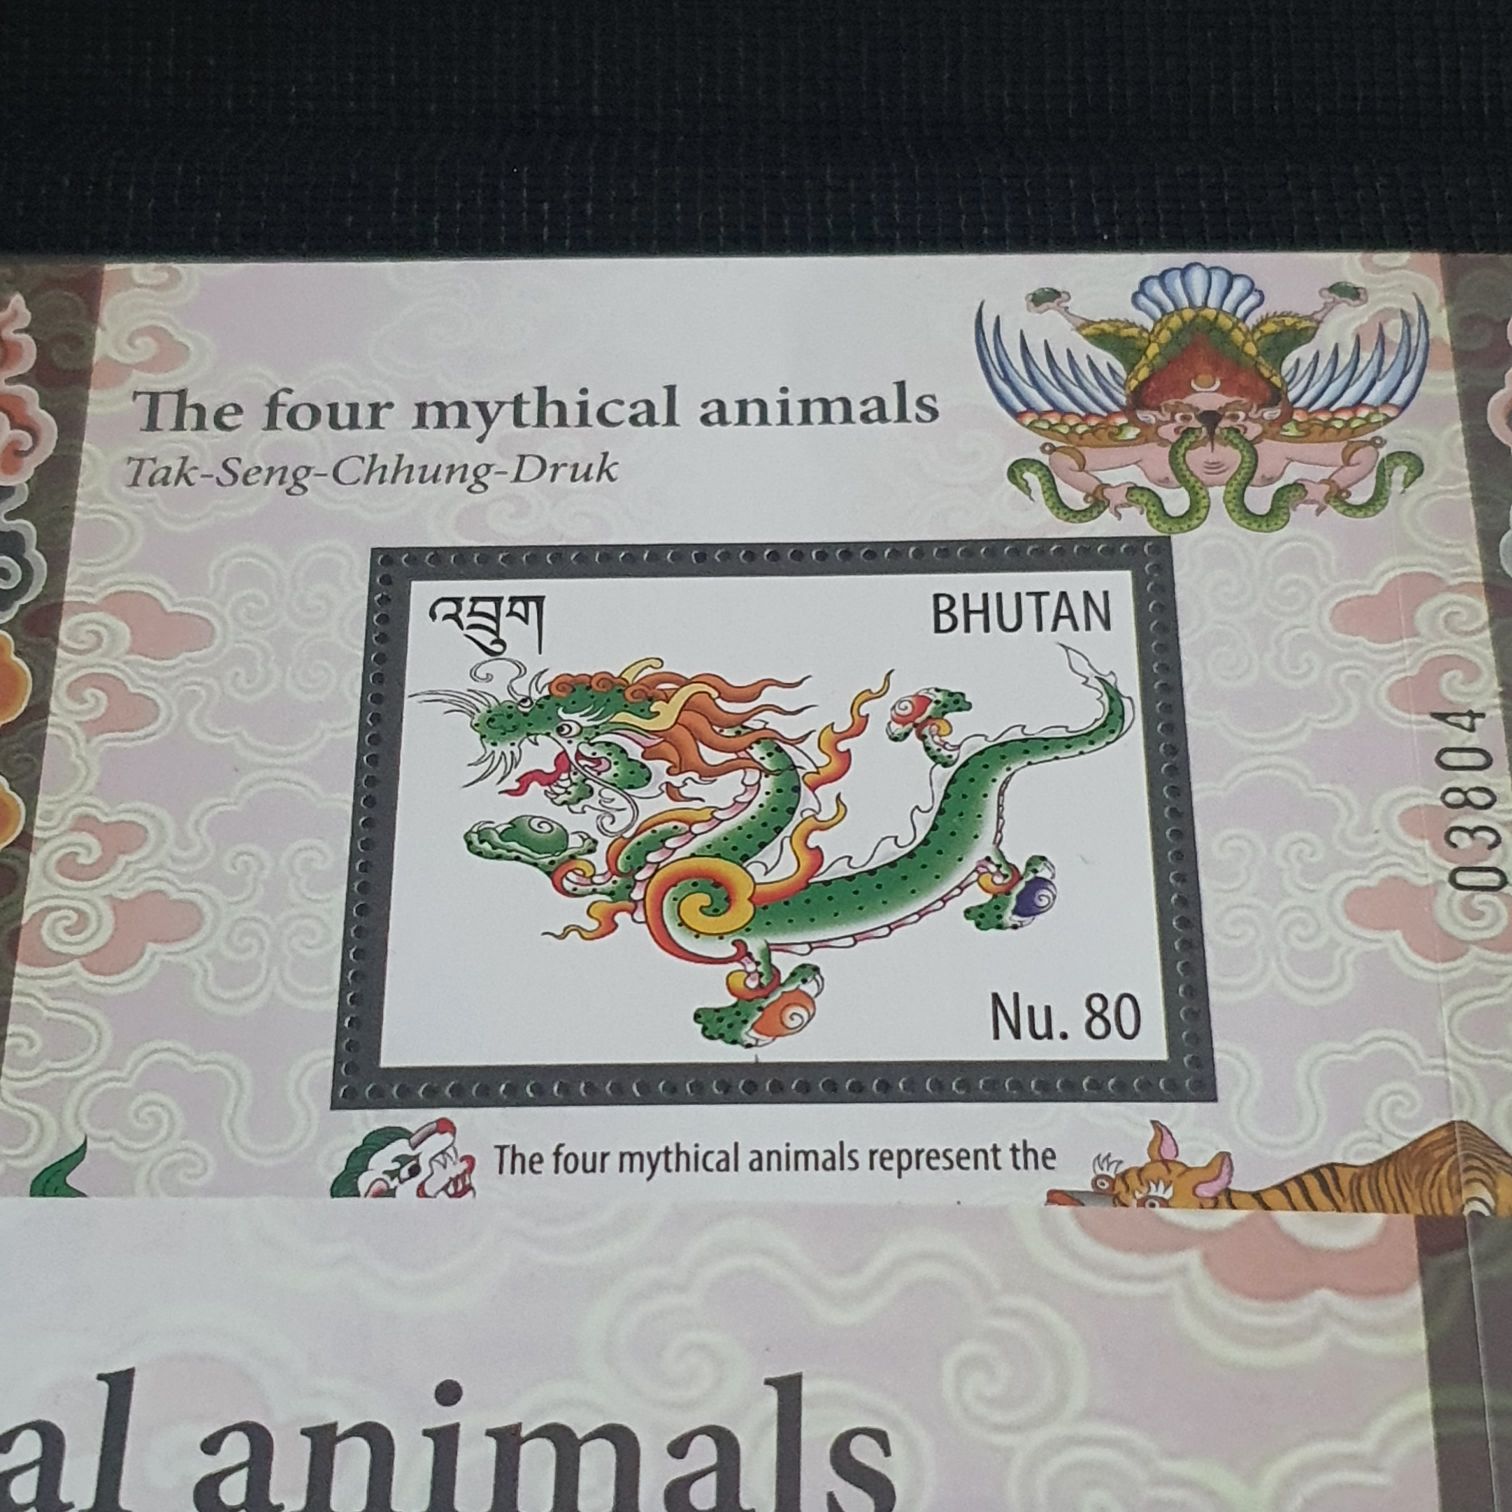 The four mythical animals
Tak-Seng-Chhung-Druk
འབྲུག
BHUTAN
Nu. 80
03804
The four mythical animals represent the
al animals